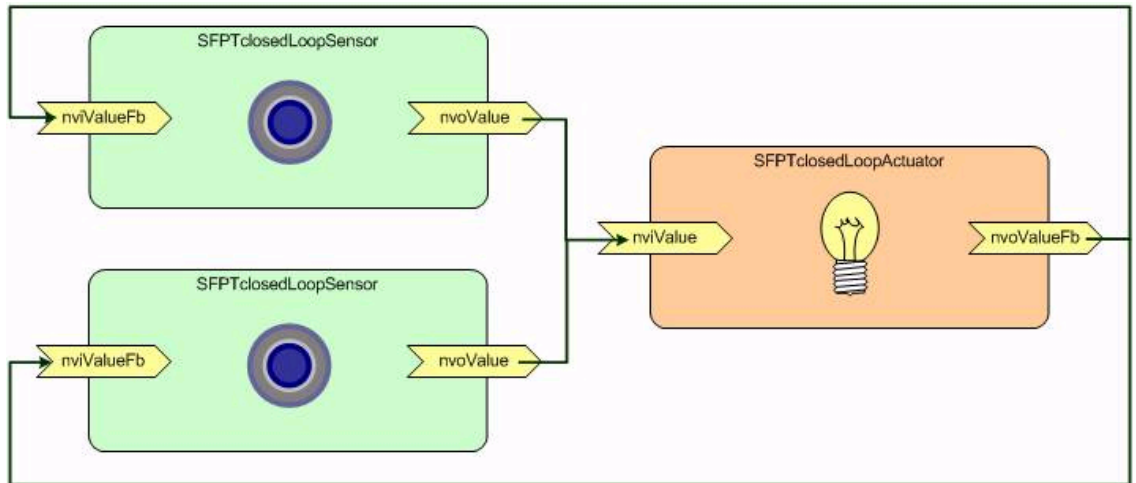 SFPTclosedLoopSensor
nviValueFb
nvoValue
SFPTclosedLoopActuator
nviValue
nvoValueFb
SFPTclosedLoopSensor
nviValueFb
nvoValue